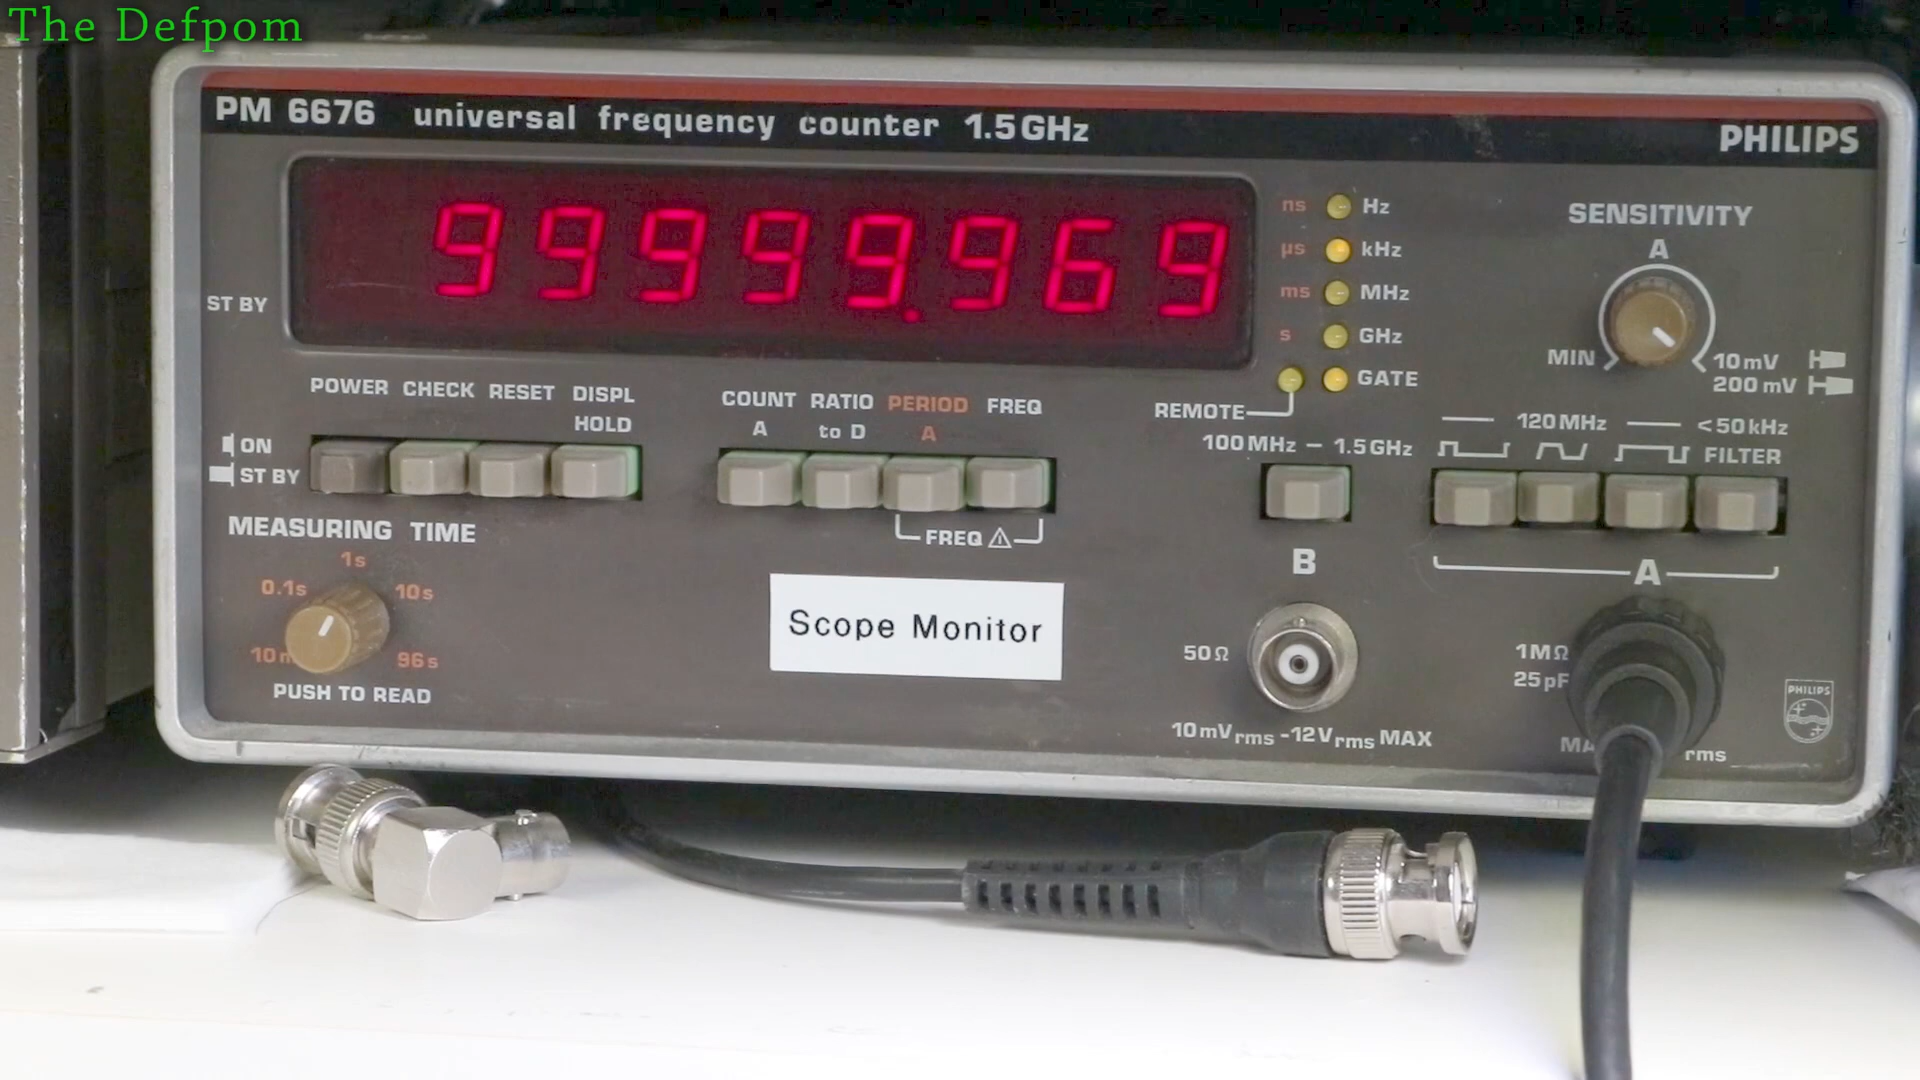 The Defpom
PM 6676 universal frequency counter 1.5GHz
PHILIPS
99999.969
ns Hz
µs kHz
ms MHz
s GHz
GATE
REMOTE
ST BY
SENSITIVITY
A
MIN
10mV
200mV
POWER CHECK RESET DISPL HOLD
ON
ST BY
COUNT A RATIO to D PERIOD A FREQ
FREQ
100MHz – 1.5GHz
120MHz <50kHz
FILTER
MEASURING TIME
1s
0.1s 10s
96s
PUSH TO READ
Scope Monitor
B
A
50Ω
1MΩ
25pF
10mVrms -12Vrms MAX
rms
PHILIPS